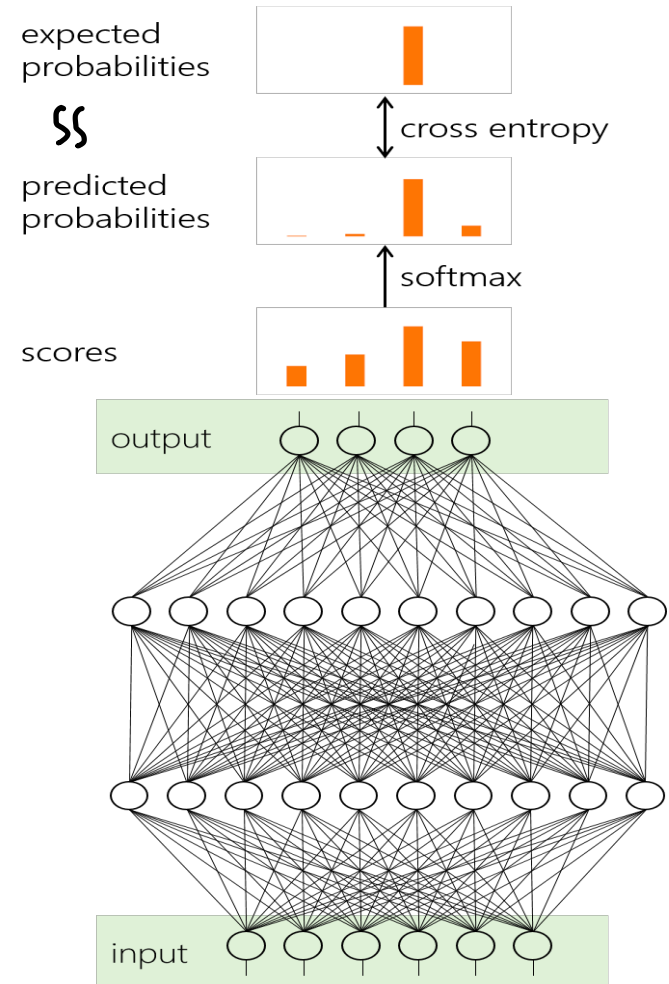 expected
probabilities
cross entropy
predicted
probabilities
softmax
scores
output
input